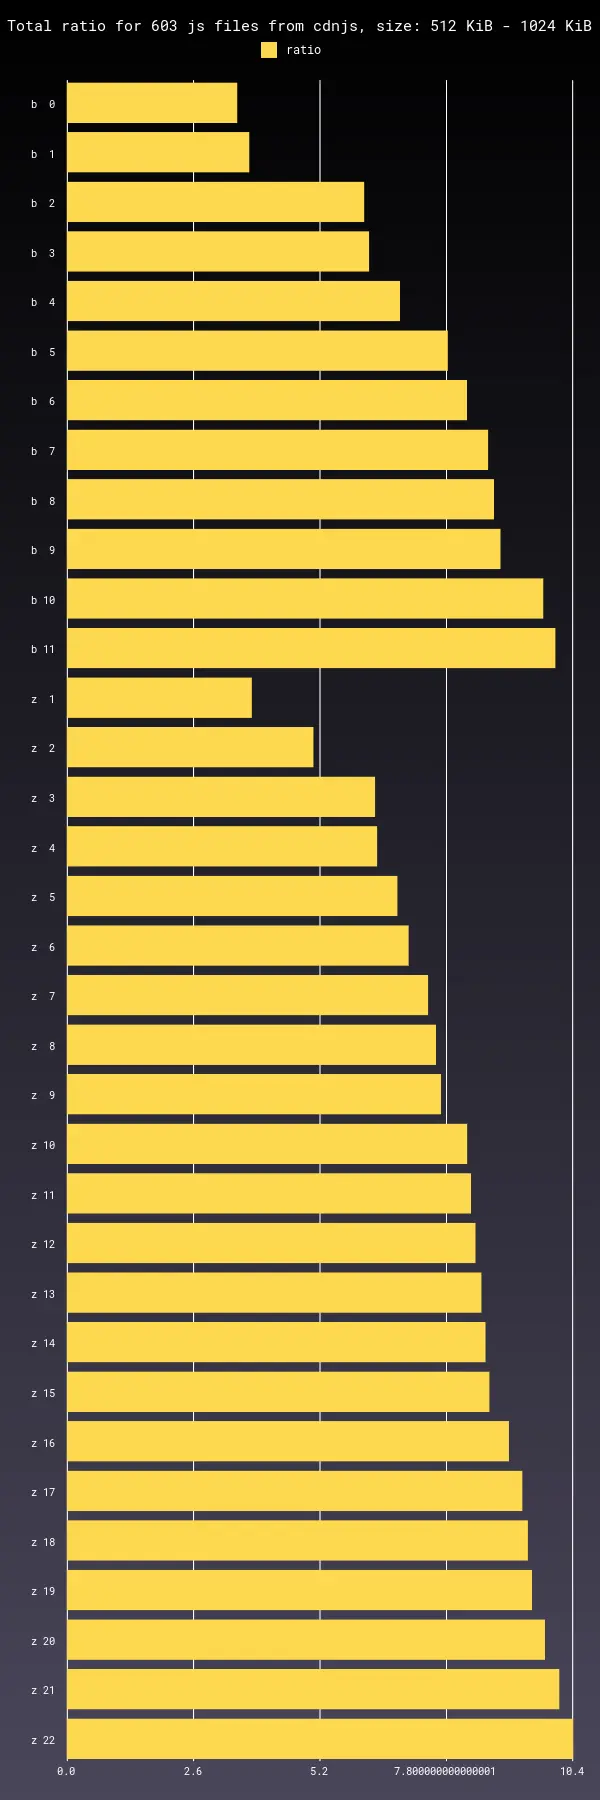 Total ratio for 603 js files from cdnjs, size: 512 KiB - 1024 KiB
ratio
b  0
b  1
b  2
b  3
b  4
b  5
b  6
b  7
b  8
b  9
b 10
b 11
z  1
z  2
z  3
z  4
z  5
z  6
z  7
z  8
z  9
z 10
z 11
z 12
z 13
z 14
z 15
z 16
z 17
z 18
z 19
z 20
z 21
z 22
0.0 2.6 5.2 7.800000000000001 10.4